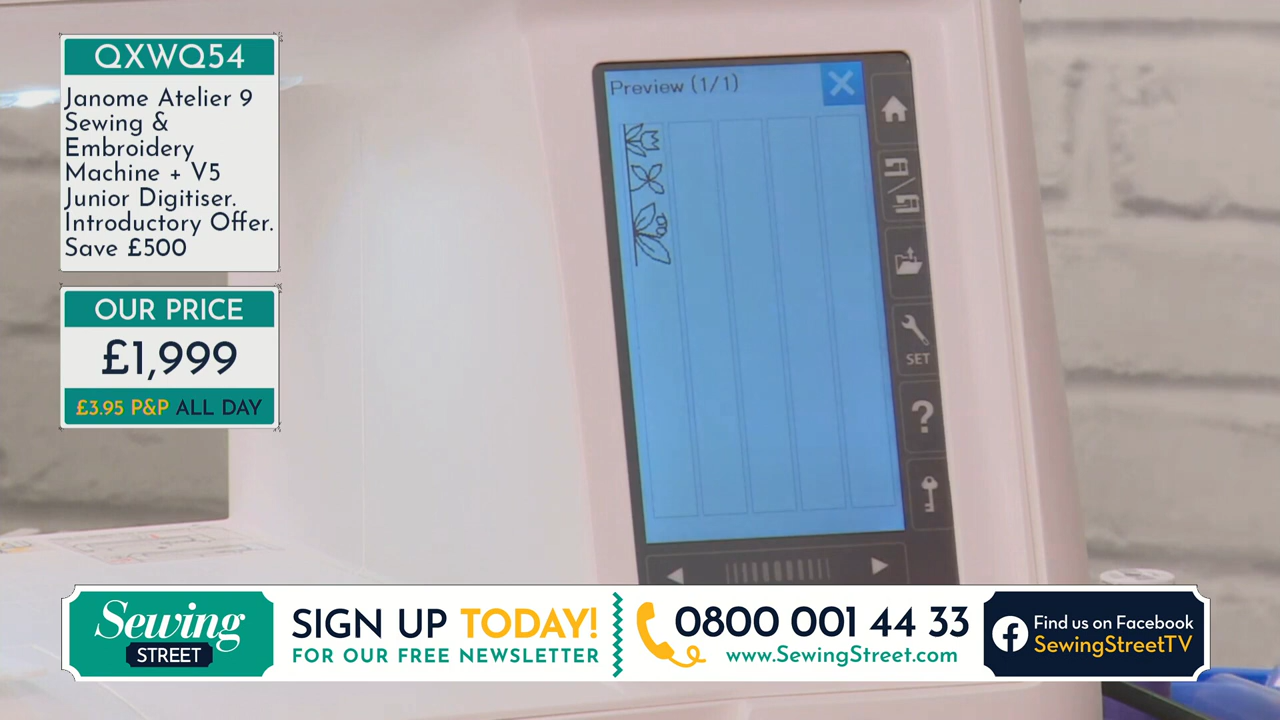 QXWQ54
Janome Atelier 9
Sewing &
Embroidery
Machine + V5
Junior Digitiser.
Introductory Offer.
Save £500
OUR PRICE
£1,999
£3.95 P&P ALL DAY
Preview (1/1)
SET
?
Sewing
STREET
SIGN UP TODAY!
FOR OUR FREE NEWSLETTER
0800 001 44 33
www.SewingStreet.com
Find us on Facebook
SewingStreetTV